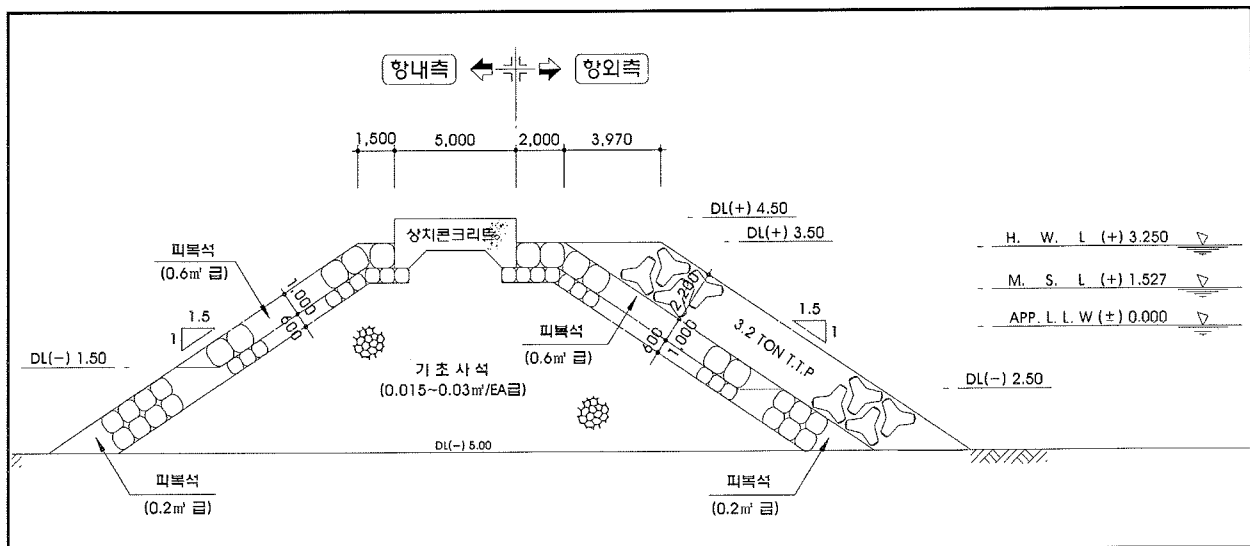 항내측
항외측
1,500
5,000
2,000
3,970
DL(+) 4.50
DL(+) 3.50
상치콘크리트
H. W. L (+) 3.250
M. S. L (+) 1.527
APP. L. L. W (±) 0.000
피복석
(0.6㎥ 급)
1,000
600
1.5
1
2,200
3.2 TON T.T.P
1.5
1
피복석
(0.6㎥ 급)
600
1,000
DL(-) 1.50
기초사석
(0.015~0.03㎥/EA급)
DL(-) 2.50
DL(-) 5.00
피복석
(0.2㎥ 급)
피복석
(0.2㎥ 급)